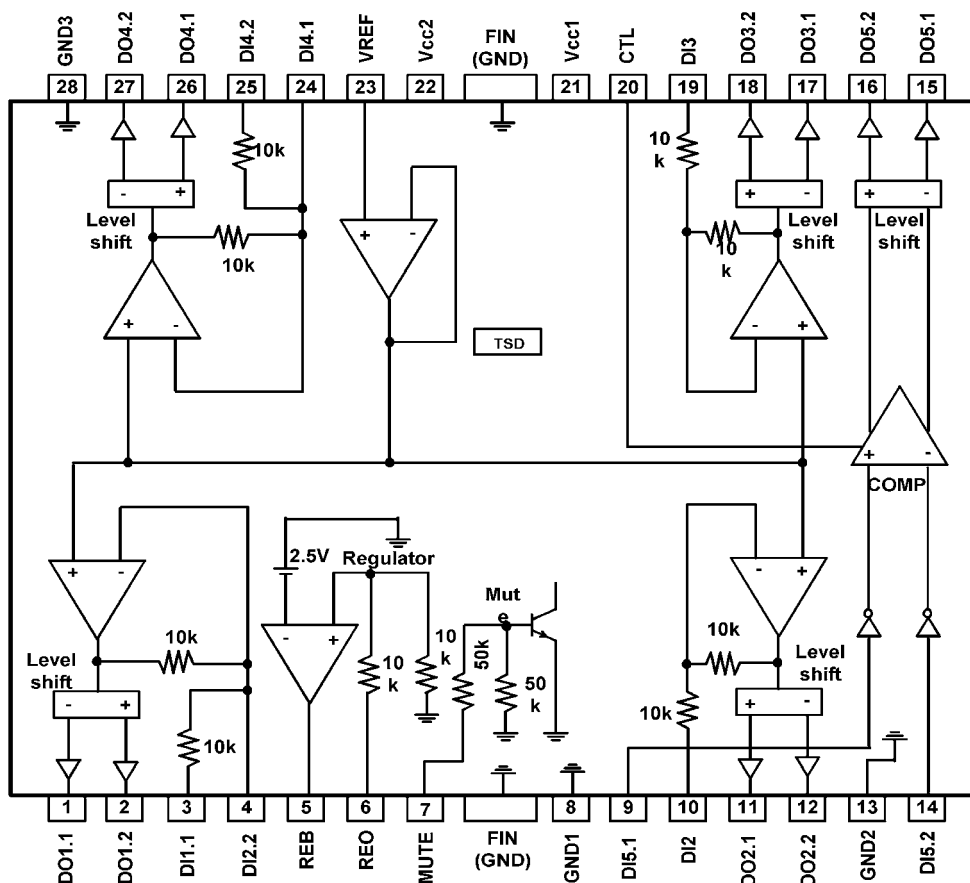 GND3
DO4.2
DO4.1
DI4.2
DI4.1
VREF
Vcc2
FIN
(GND)
Vcc1
CTL
DI3
DO3.2
DO3.1
DO5.2
DO5.1
28 27 26 25 24 23 22 21 20 19 18 17 16 15
10k
10
k
- +
+ -
+ -
Level
shift
10k
10
k
Level
shift
Level
shift
+ -
+ -
- +
TSD
+ -
COMP
2.5V
Regulator
+ -
- +
Mut
e
- +
10k
10
k
50k
10
k
50
k
10k
Level
shift
Level
shift
- +
+ -
10k
10k
1 2 3 4 5 6 7 8 9 10 11 12 13 14
DO1.1
DO1.2
DI1.1
DI2.2
REB
REO
MUTE
FIN
(GND)
GND1
DI5.1
DI2
DO2.1
DO2.2
GND2
DI5.2